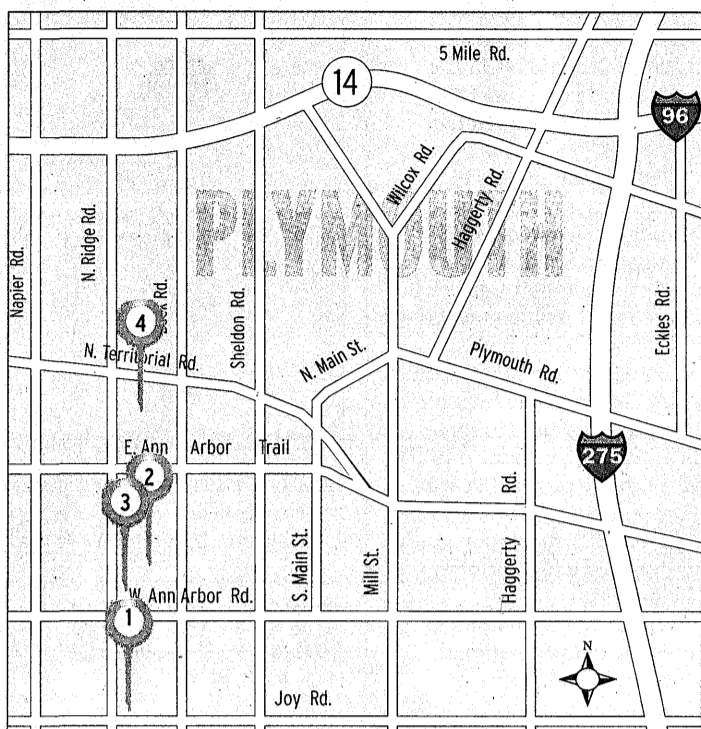 5 Mile Rd.
14
96
Wilcox Rd.
Haggerty Rd.
PLYMOUTH
N. Ridge Rd.
Napier Rd.
Sheldon Rd.
Eckles Rd.
4
N. Territorial Rd.
N. Main St.
Plymouth Rd.
E. Ann Arbor Trail
275
2
3
Haggerty Rd.
S. Main St.
Mill St.
W. Ann Arbor Rd.
1
N
Joy Rd.